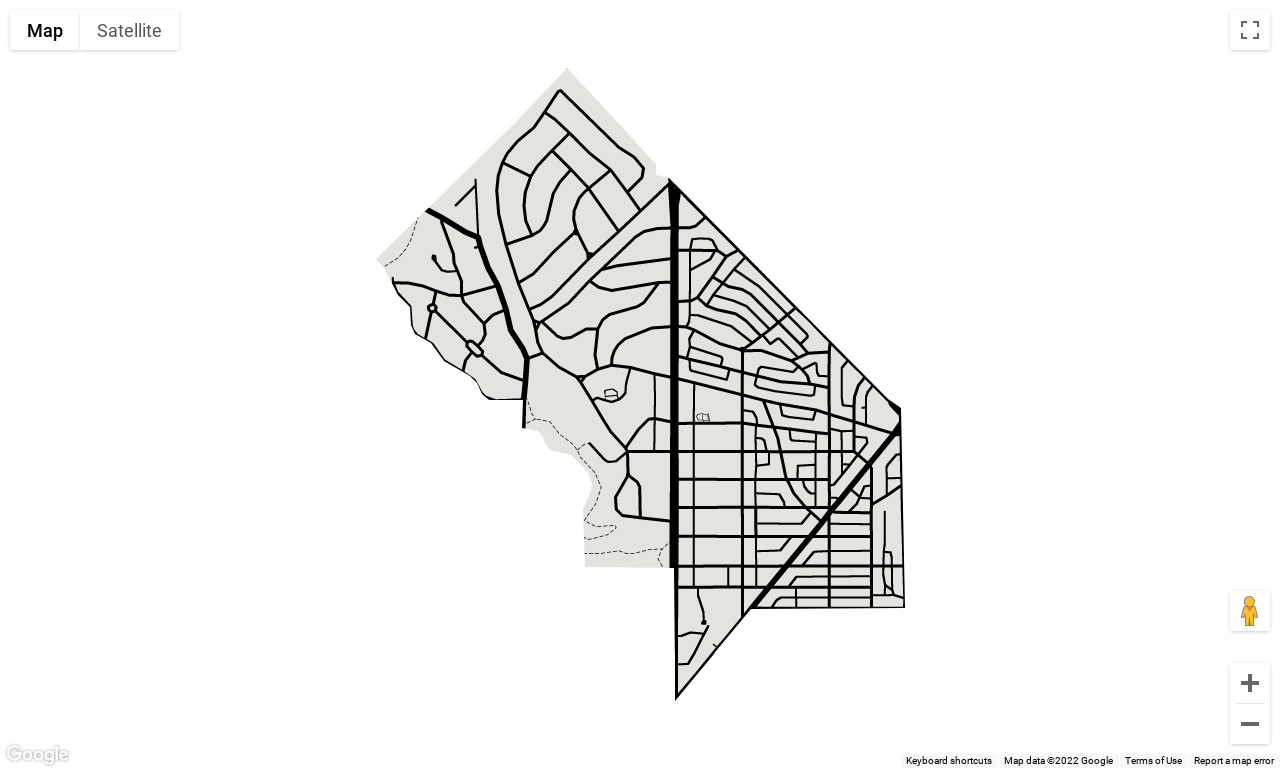 Map Satellite
Google
Keyboard shortcuts Map data ©2022 Google Terms of Use Report a map error